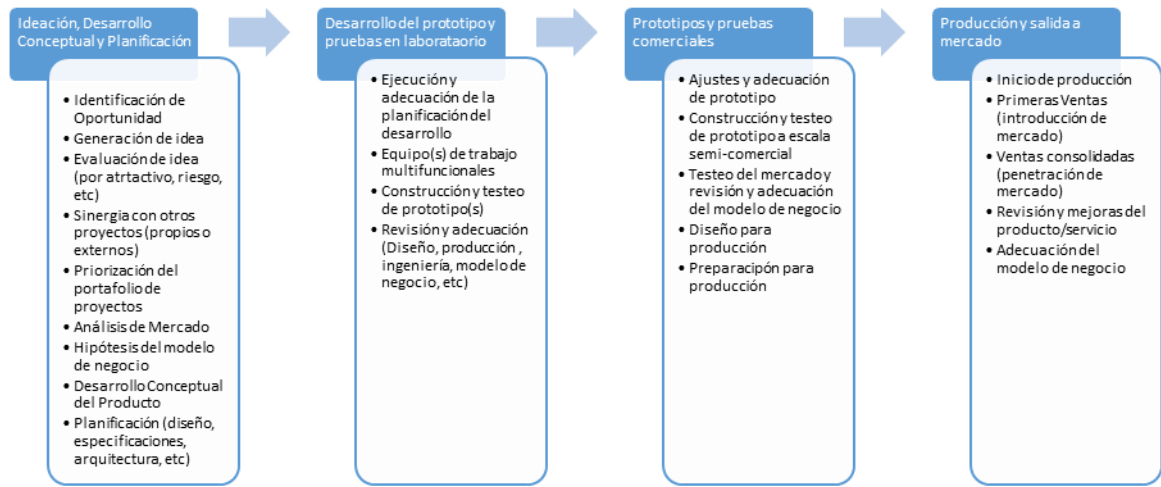 Ideación, Desarrollo
Conceptual y Planificación
• Identificación de
Oportunidad
• Generación de idea
• Evaluación de idea
(por atrtactivo, riesgo,
etc)
• Sinergia con otros
proyectos (propios o
externos)
• Priorización del
portafolio de
proyectos
• Análisis de Mercado
• Hipótesis del modelo
de negocio
• Desarrollo Conceptual
del Producto
• Planificación (diseño,
especificaciones,
arquitectura, etc)
Desarrollo del prototipo y
pruebas en laborataorio
• Ejecución y
adecuación de la
planificación del
desarrollo
• Equipo(s) de trabajo
multifuncionales
• Construcción y testeo
de prototipo(s)
• Revisión y adecuación
(Diseño, producción ,
ingeniería, modelo de
negocio, etc)
Prototipos y pruebas
comerciales
• Ajustes y adecuación
de prototipo
• Construcción y testeo
de prototipo a escala
semi-comercial
• Testeo del mercado y
revisión y adecuación
del modelo de negocio
• Diseño para
producción
• Preparacipón para
producción
Producción y salida a
mercado
• Inicio de producción
• Primeras Ventas
(introducción de
mercado)
• Ventas consolidadas
(penetración de
mercado)
• Revisión y mejoras del
producto/servicio
• Adecuación del
modelo de negocio